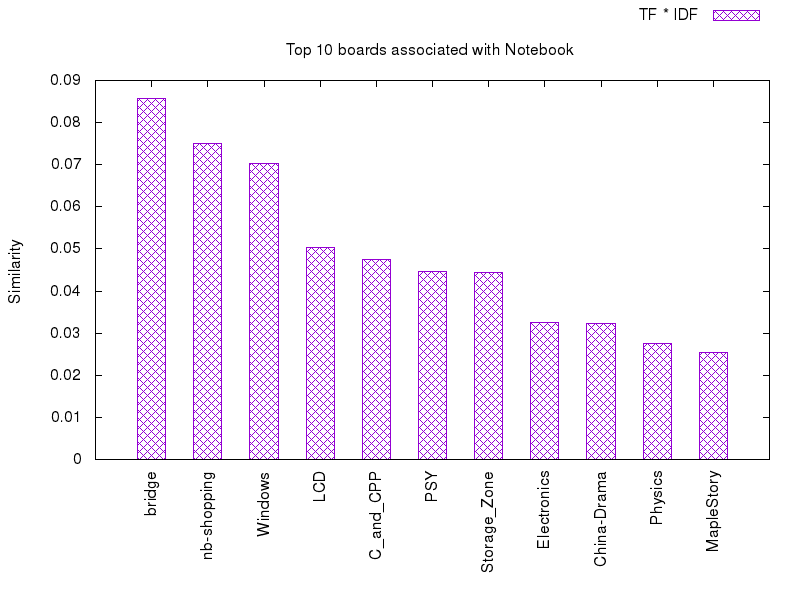 TF * IDF
Top 10 boards associated with Notebook
0.09
0.08
0.07
0.06
0.05
0.04
0.03
0.02
0.01
0
Similarity
bridge
nb-shopping
Windows
LCD
C_and_CPP
PSY
Storage_Zone
Electronics
China-Drama
Physics
MapleStory